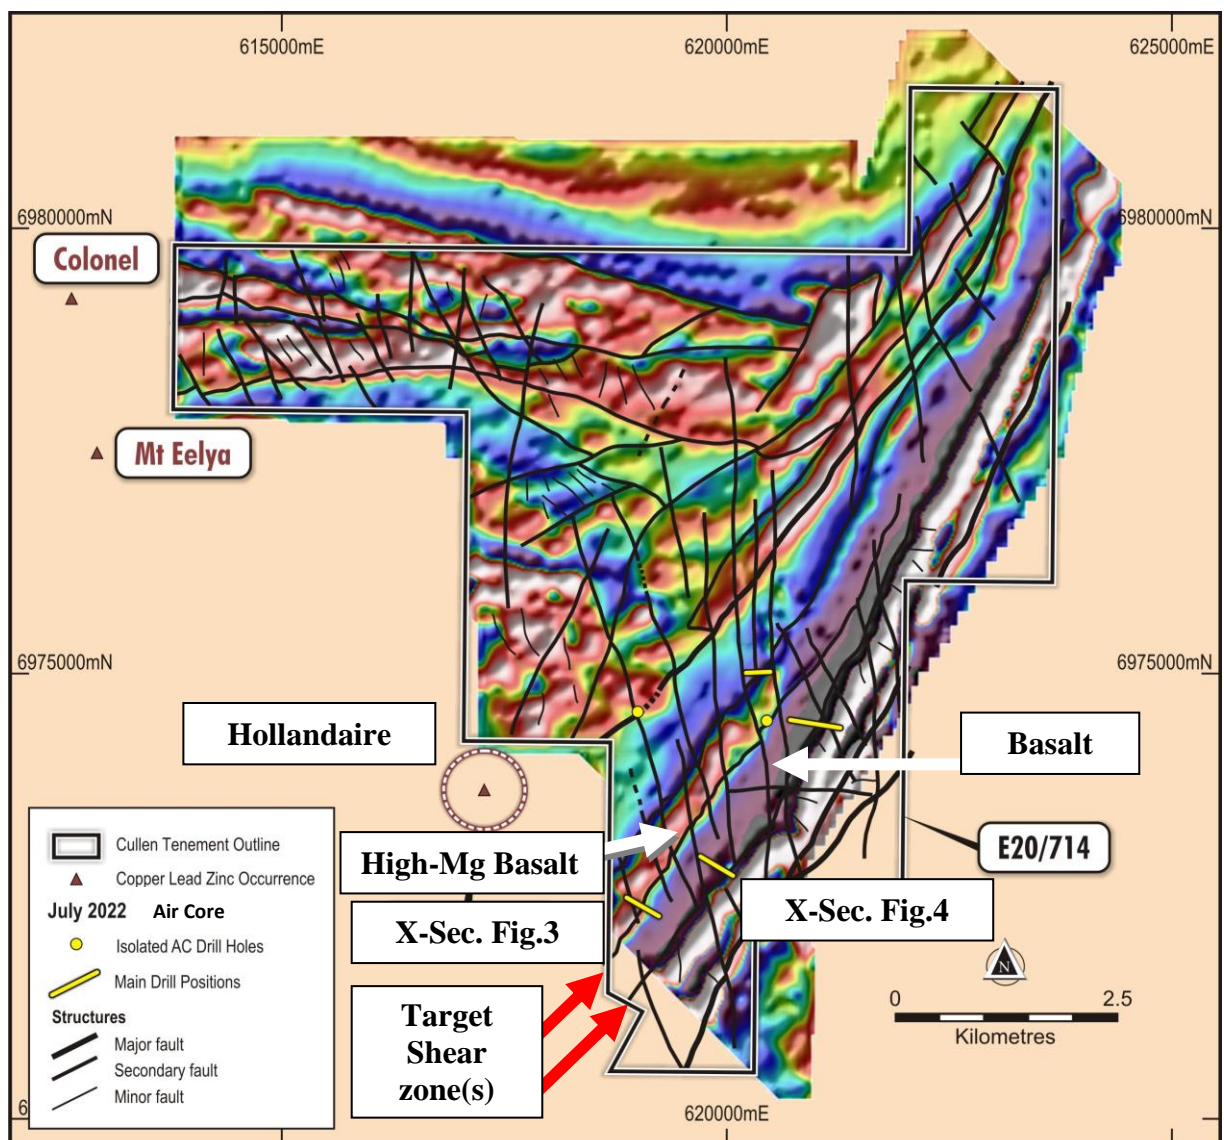 615000mE
620000mE
625000mE
6980000mN
6980000mN
Colonel
Mt Eelya
6975000mN
6975000mN
Hollandaire
Basalt
High-Mg Basalt
E20/714
X-Sec. Fig.3
X-Sec. Fig.4
Target
Shear
zone(s)
Cullen Tenement Outline
Copper Lead Zinc Occurrence
July 2022 Air Core
Isolated AC Drill Holes
Main Drill Positions
Structures
Major fault
Secondary fault
Minor fault
N
0 2.5
Kilometres
6
620000mE